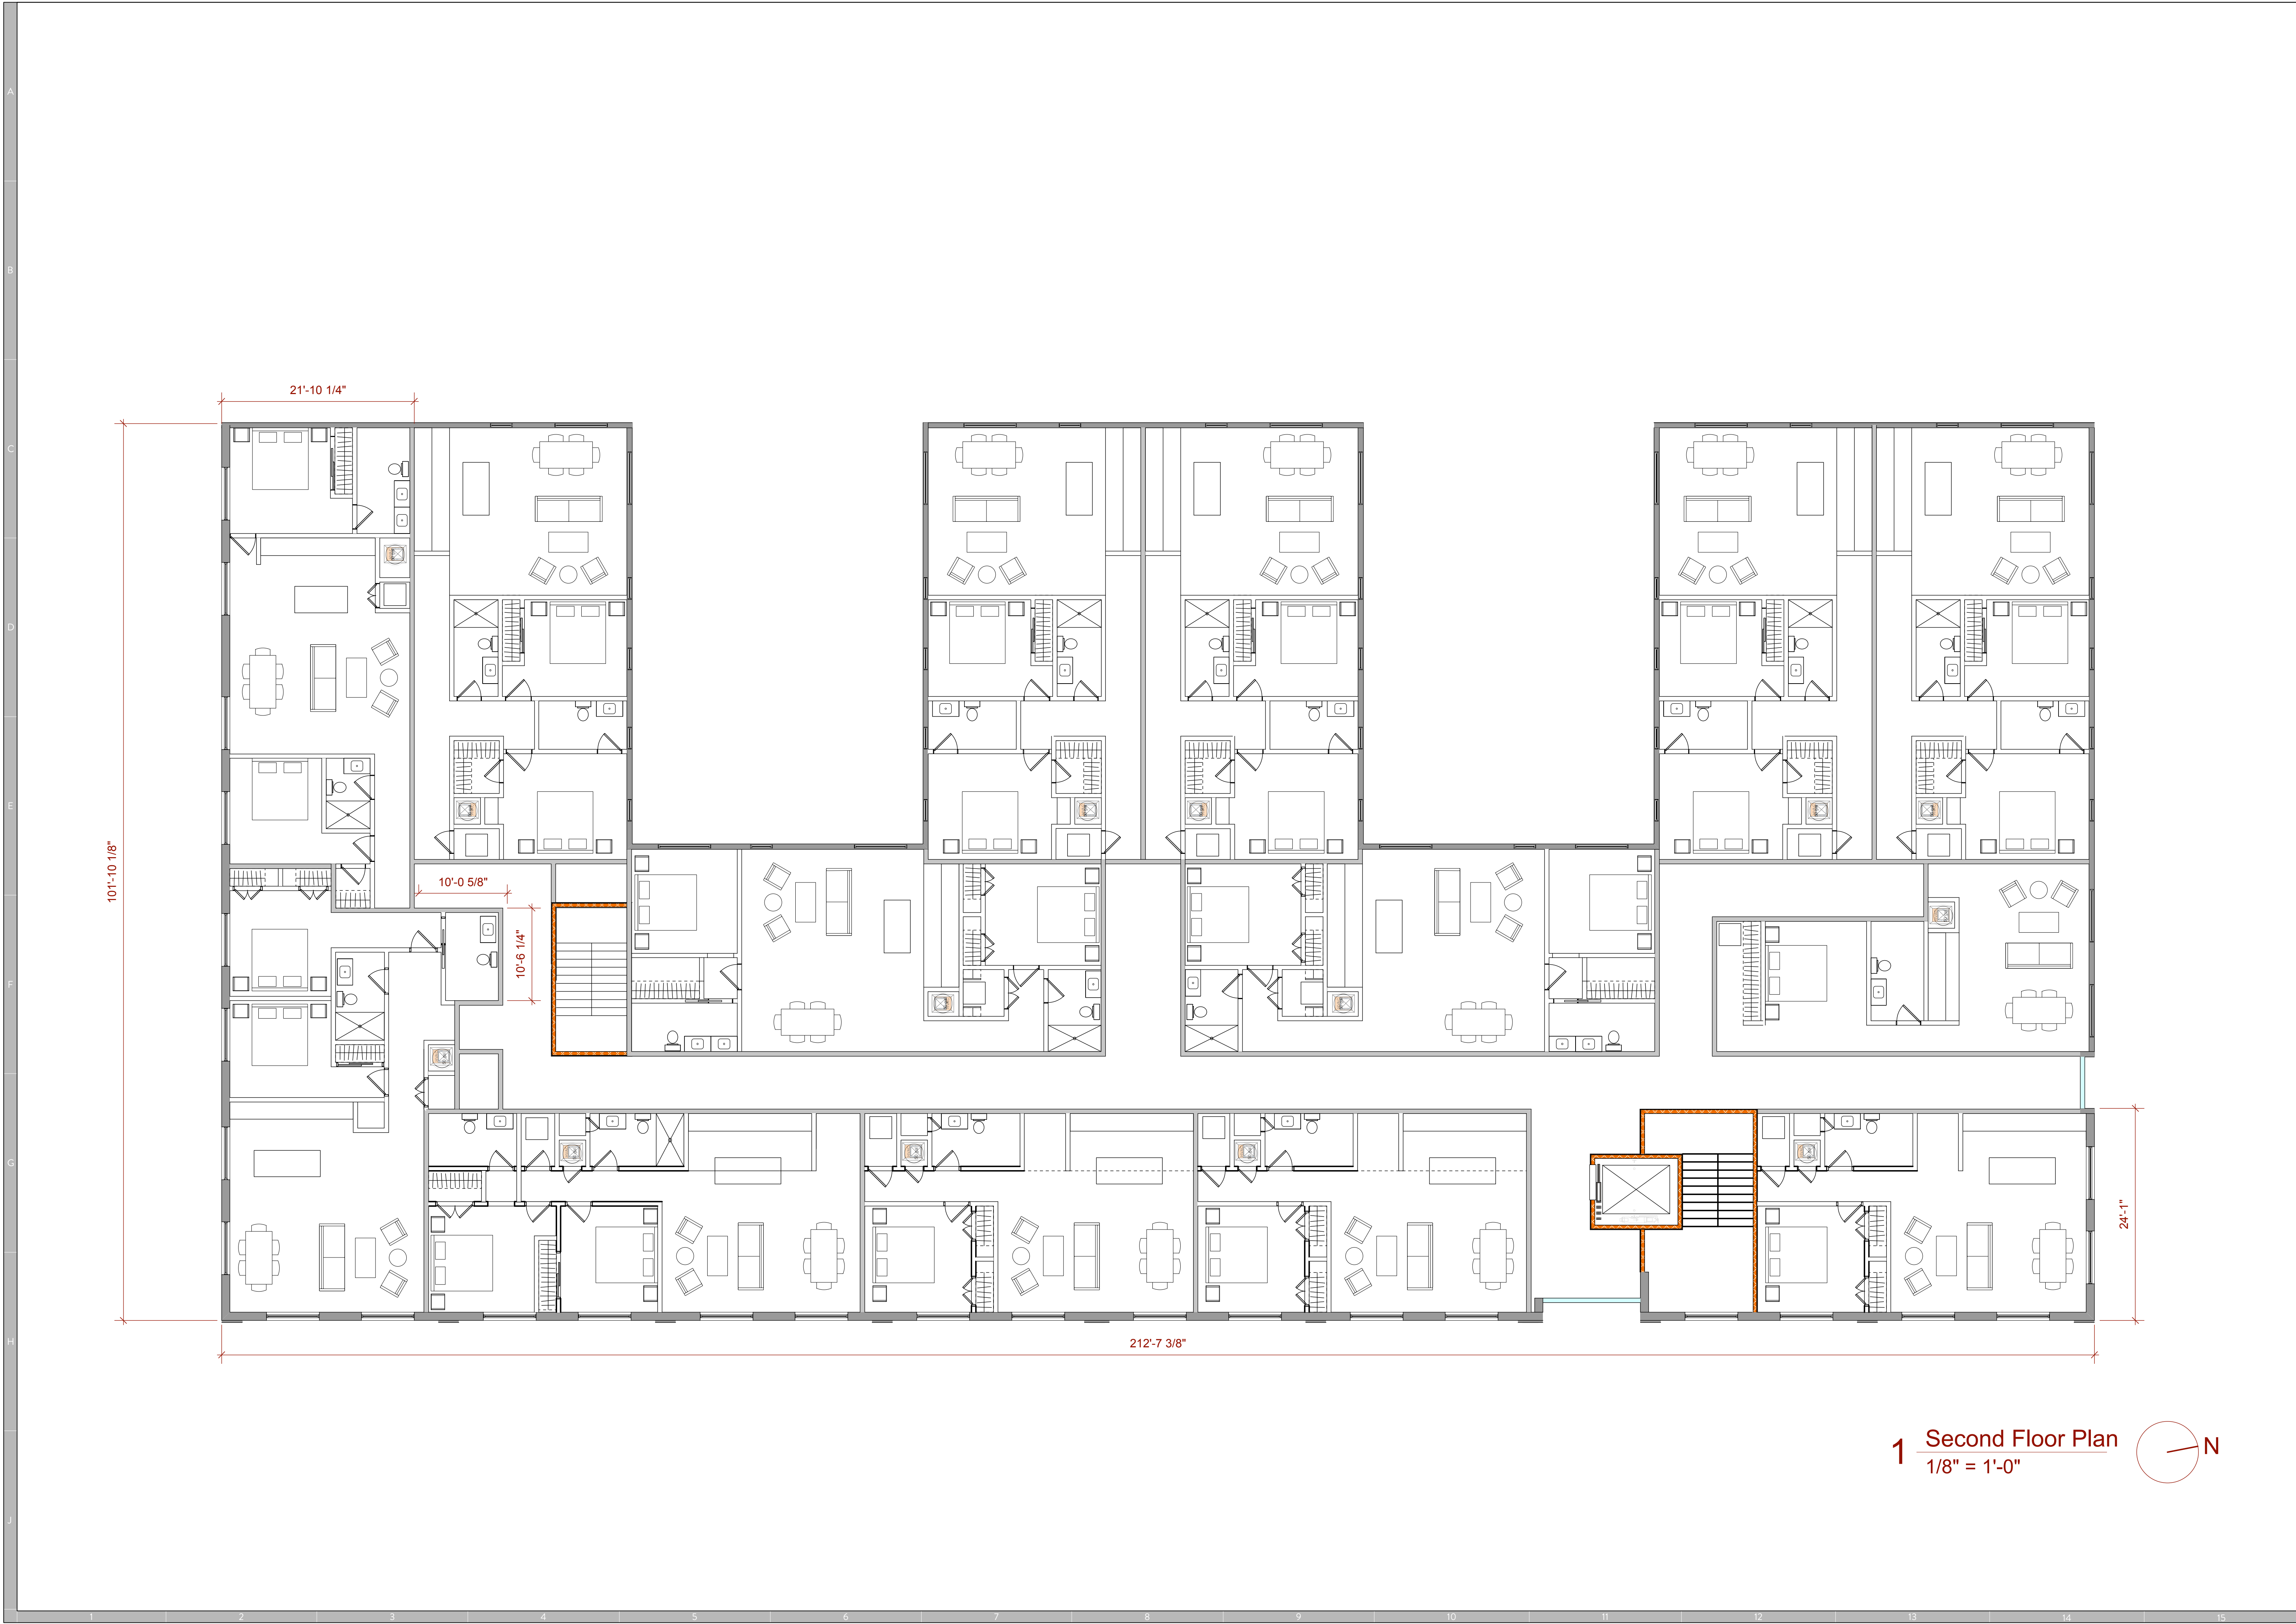 A
B
C
D
E
F
G
H
J
21'-10 1/4"
101'-10 1/8"
10'-0 5/8"
10'-6 1/4"
24'-1"
212'-7 3/8"
1 Second Floor Plan
1/8" = 1'-0"
N
1 2 3 4 5 6 7 8 9 10 11 12 13 14 15